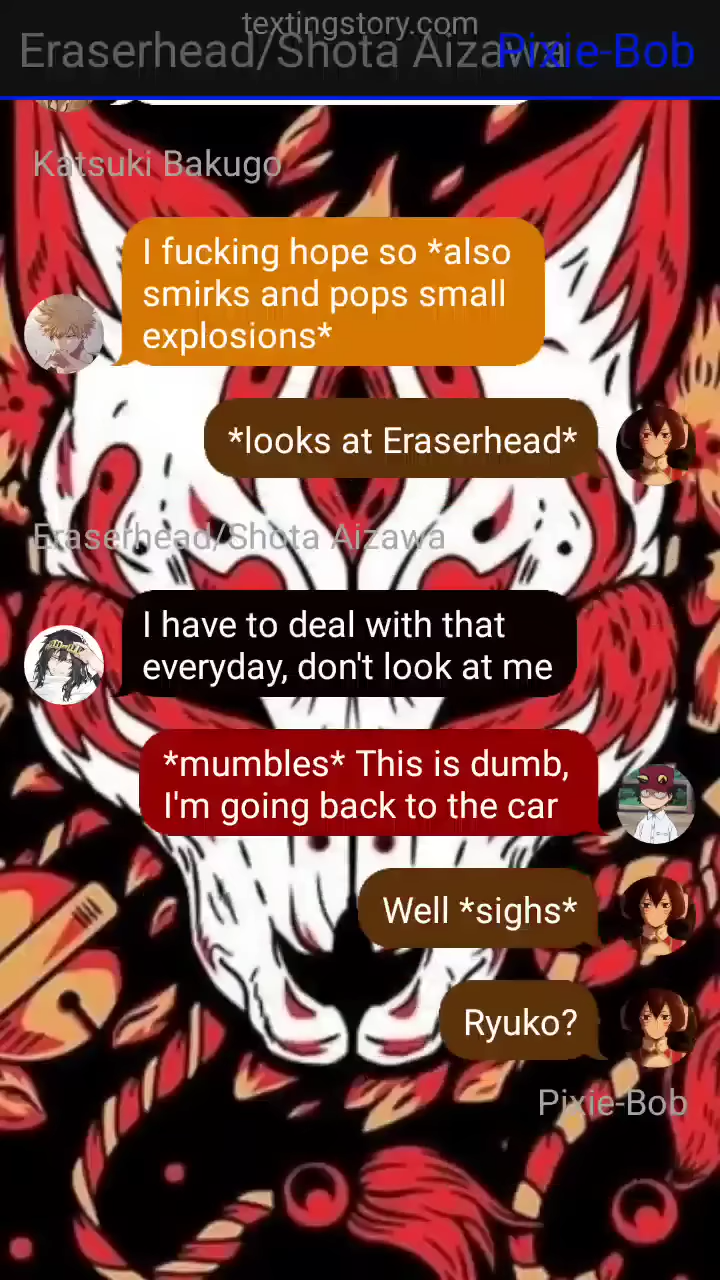 textingstory.com
Eraserhead/Shota Aizawa
Pixie-Bob
Katsuki Bakugo
I fucking hope so *also
smirks and pops small
explosions*
*looks at Eraserhead*
Eraserhead/Shota Aizawa
I have to deal with that
everyday, don't look at me
*mumbles* This is dumb,
I'm going back to the car
Well *sighs*
Ryuko?
Pixie-Bob